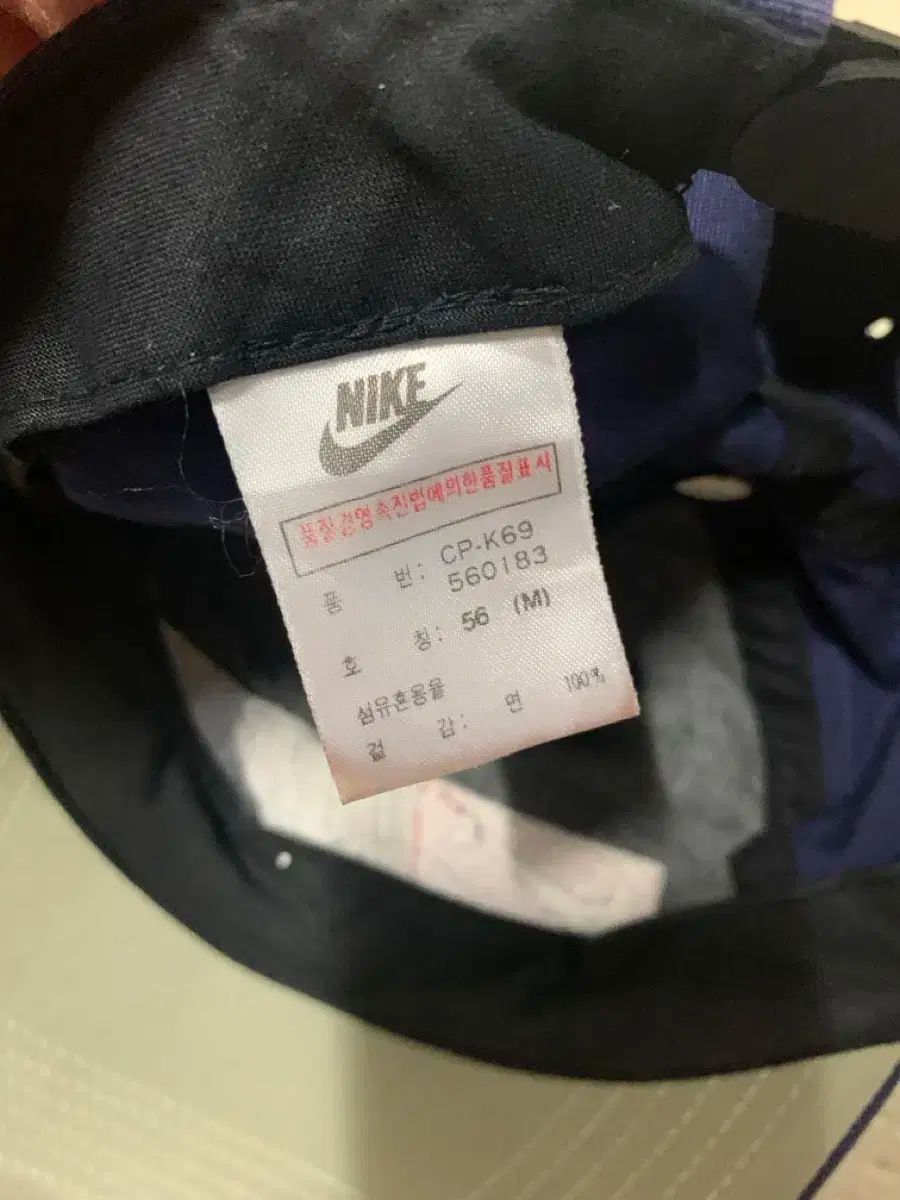 NIKE
품질경영촉진법에의한품질표시
품 번: CP-K69
560183
호 칭: 56 (M)
섬유혼용율
겉 감: 면 100%